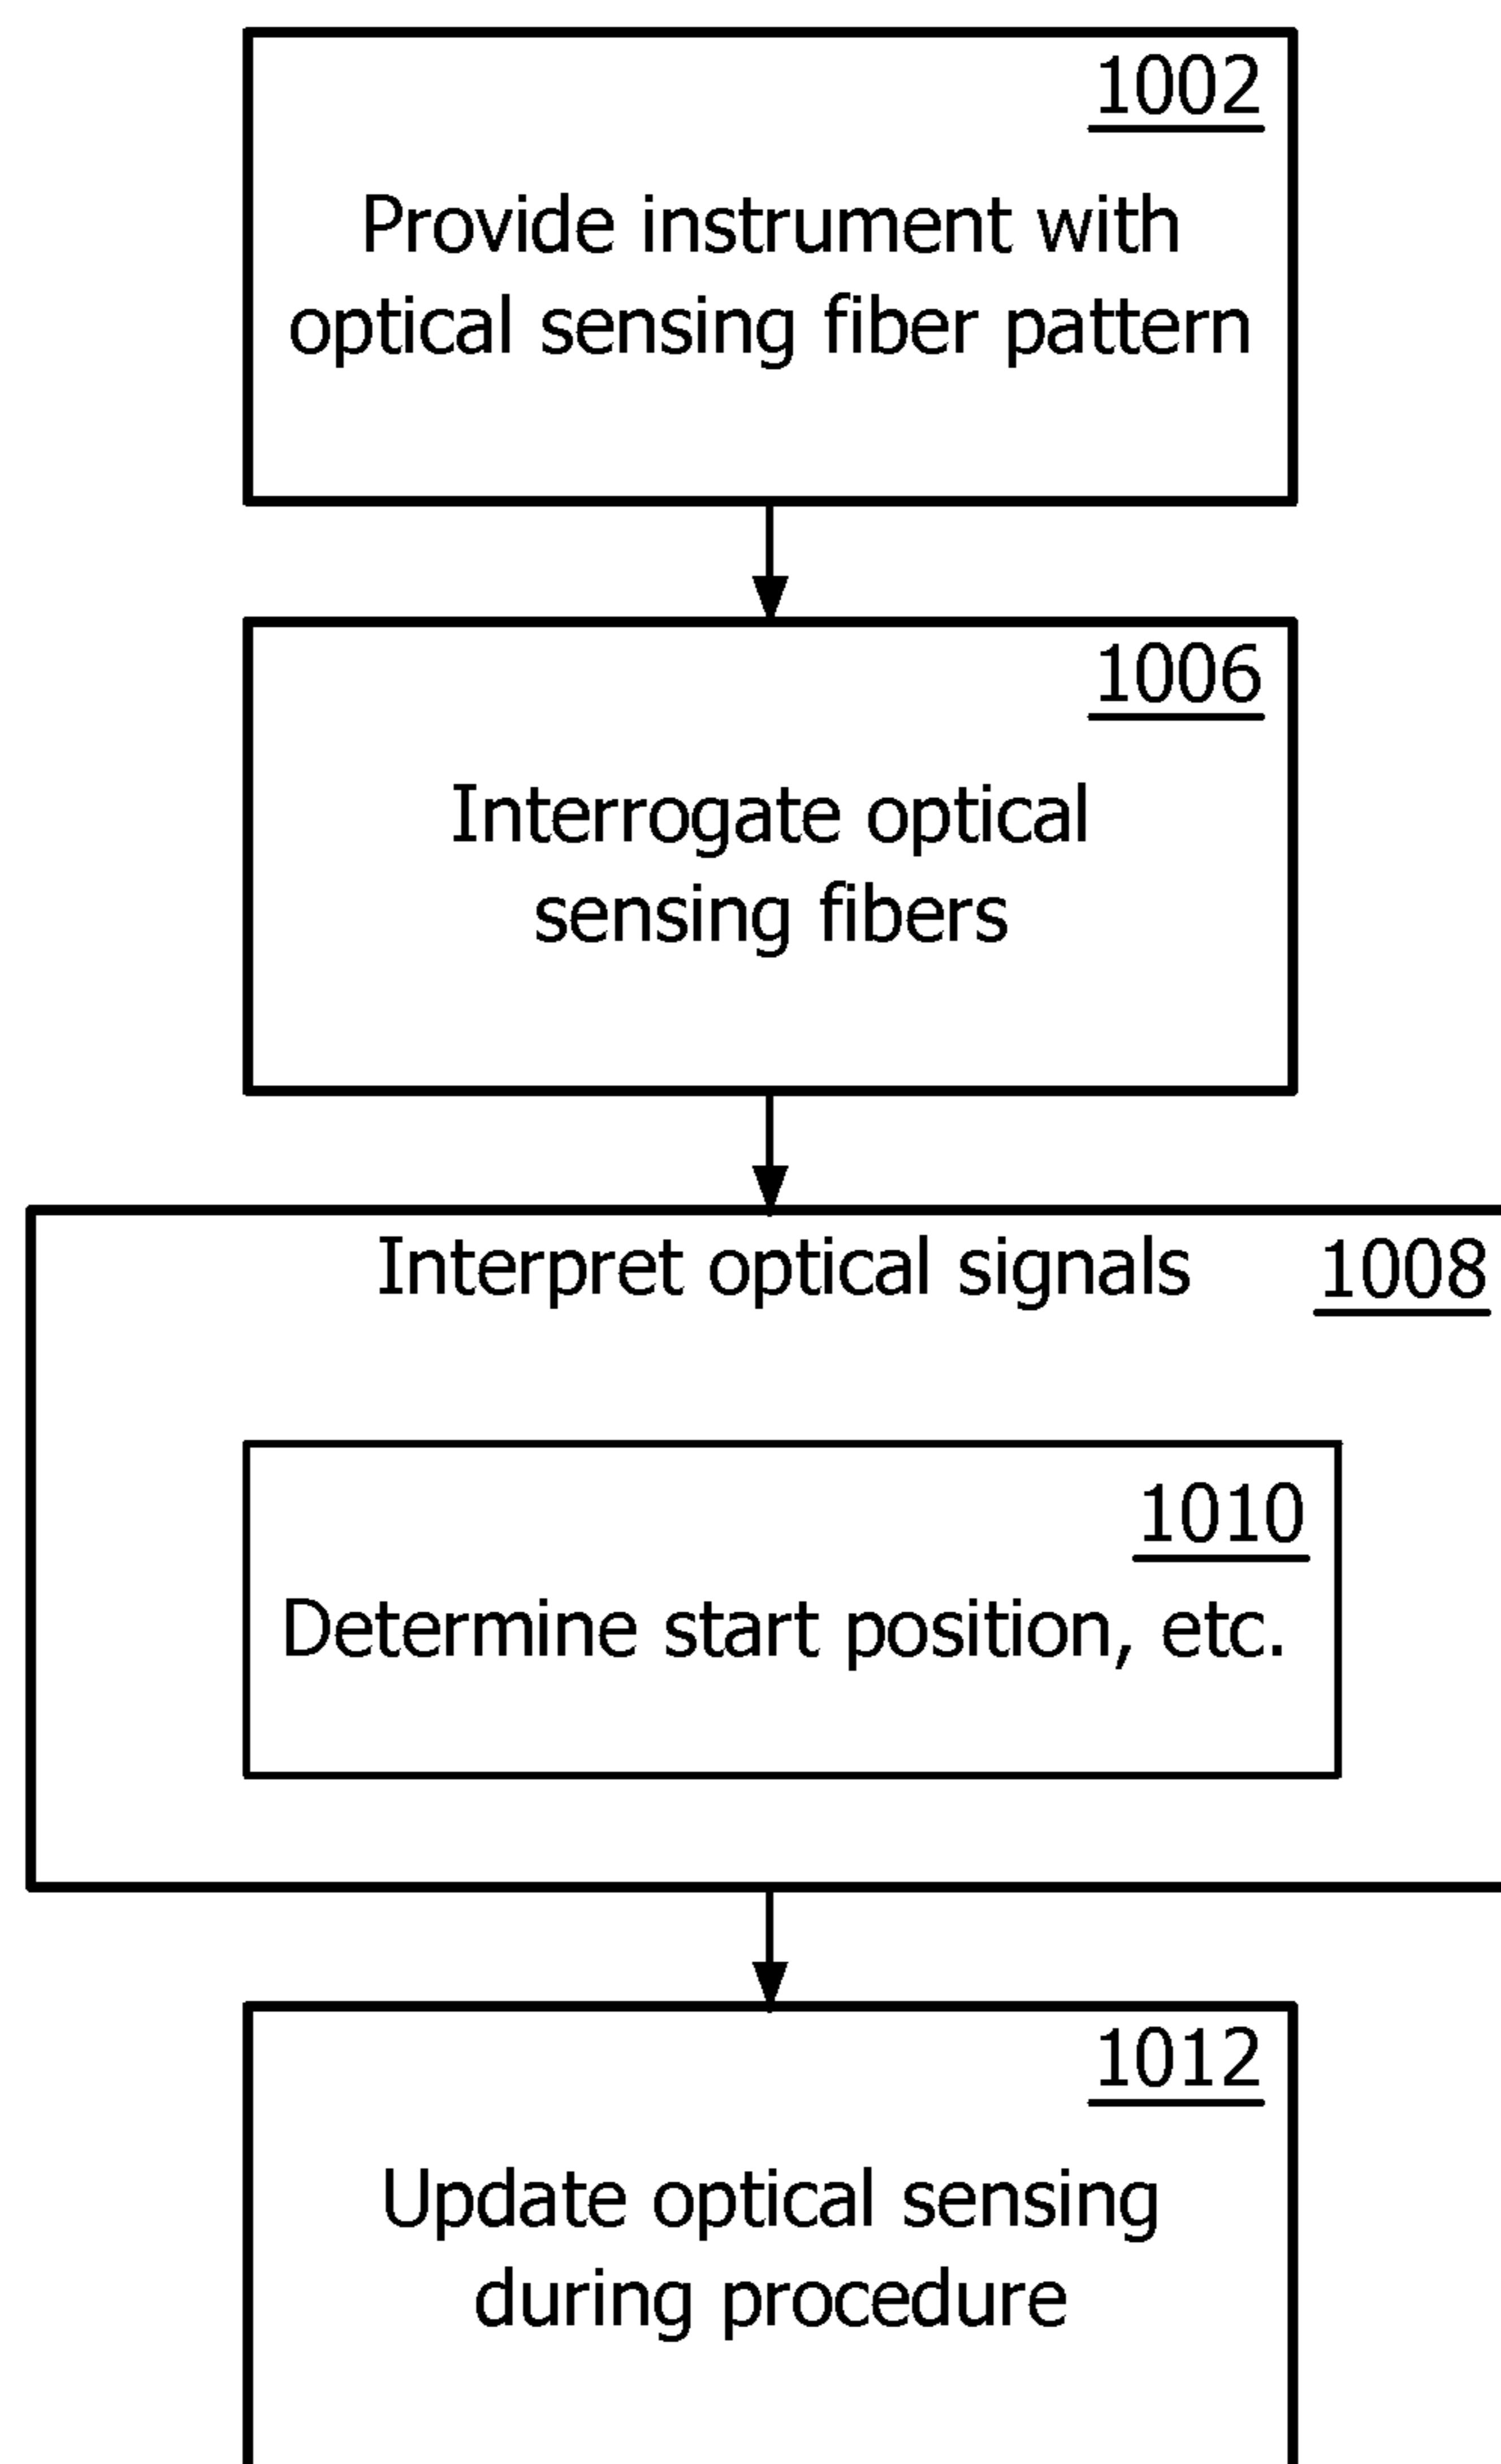 1002
Provide instrument with
optical sensing fiber pattern
1006
Interrogate optical
sensing fibers
Interpret optical signals 1008
1010
Determine start position, etc.
1012
Update optical sensing
during procedure